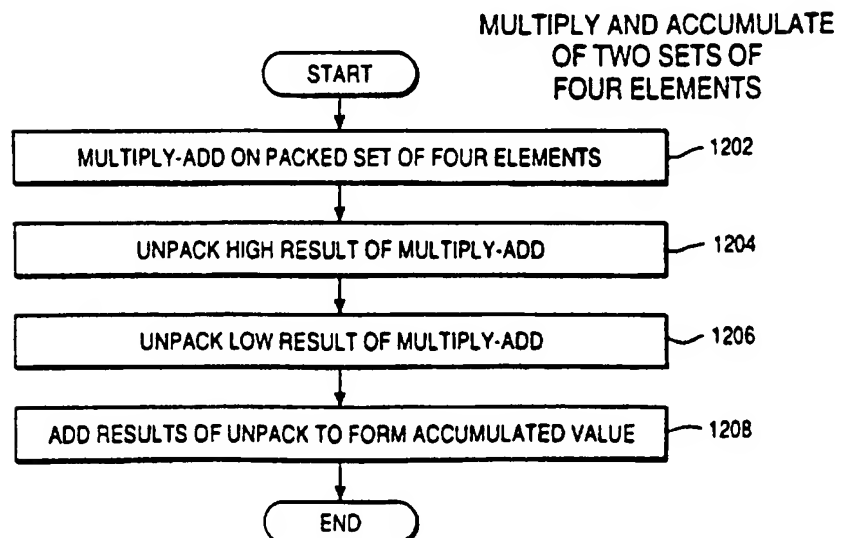 MULTIPLY AND ACCUMULATE
OF TWO SETS OF
FOUR ELEMENTS
START
MULTIPLY-ADD ON PACKED SET OF FOUR ELEMENTS
1202
UNPACK HIGH RESULT OF MULTIPLY-ADD
1204
UNPACK LOW RESULT OF MULTIPLY-ADD
1206
ADD RESULTS OF UNPACK TO FORM ACCUMULATED VALUE
1208
END